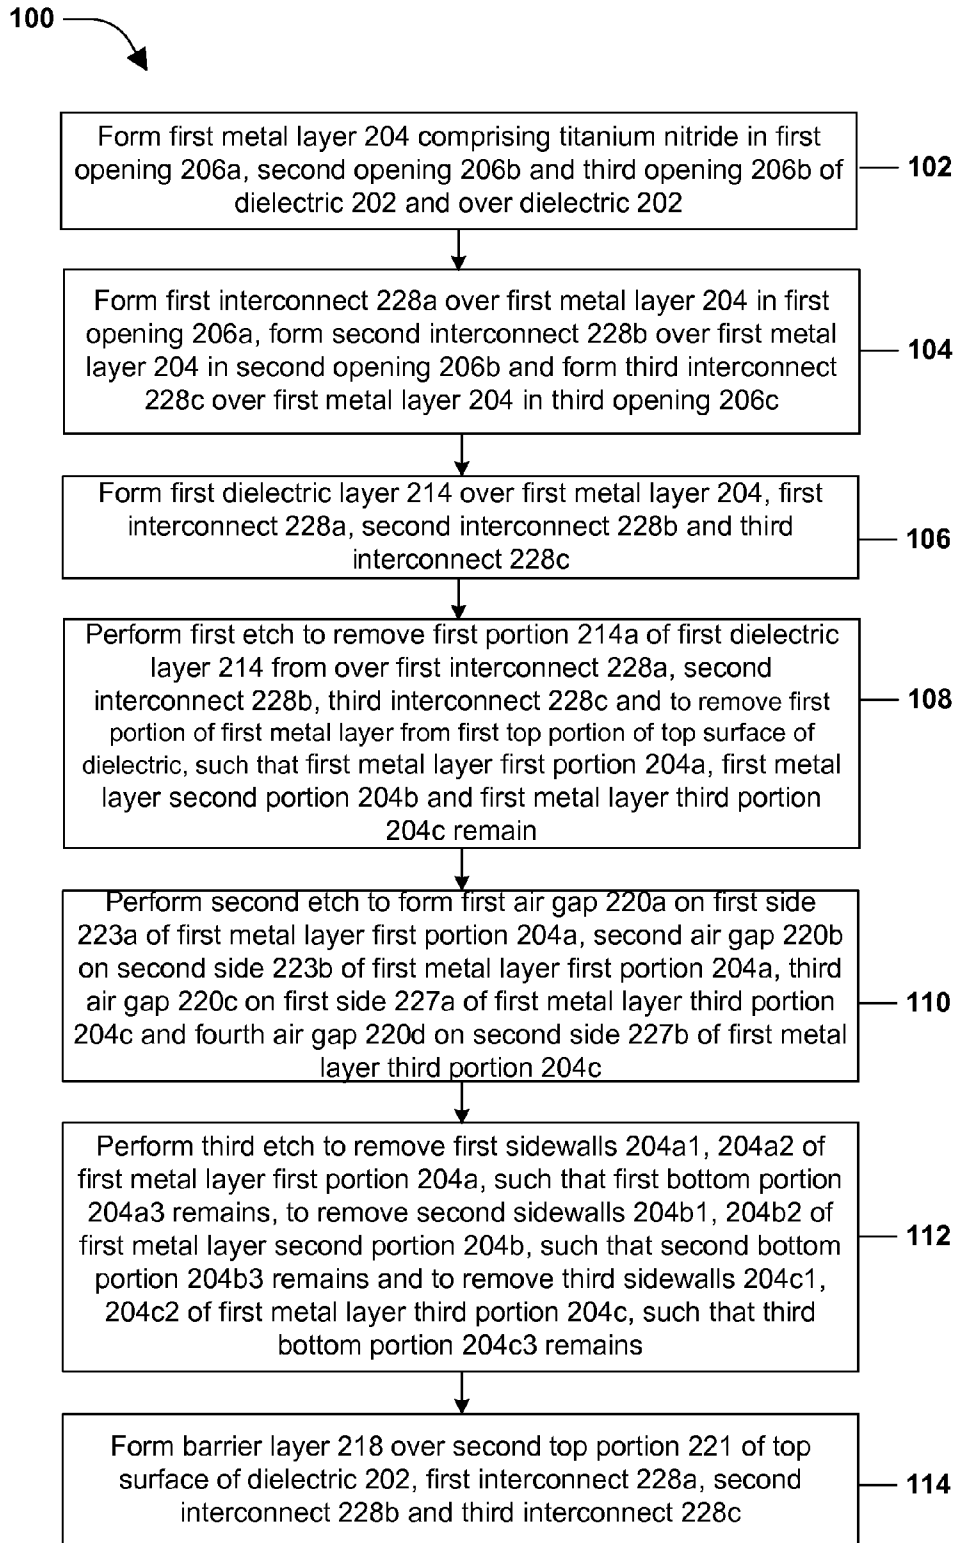 100
Form first metal layer 204 comprising titanium nitride in first
opening 206a, second opening 206b and third opening 206b of
dielectric 202 and over dielectric 202
102
Form first interconnect 228a over first metal layer 204 in first
opening 206a, form second interconnect 228b over first metal
layer 204 in second opening 206b and form third interconnect
228c over first metal layer 204 in third opening 206c
104
Form first dielectric layer 214 over first metal layer 204, first
interconnect 228a, second interconnect 228b and third
interconnect 228c
106
Perform first etch to remove first portion 214a of first dielectric
layer 214 from over first interconnect 228a, second
interconnect 228b, third interconnect 228c and to remove first
portion of first metal layer from first top portion of top surface of
dielectric, such that first metal layer first portion 204a, first metal
layer second portion 204b and first metal layer third portion
204c remain
108
Perform second etch to form first air gap 220a on first side
223a of first metal layer first portion 204a, second air gap 220b
on second side 223b of first metal layer first portion 204a, third
air gap 220c on first side 227a of first metal layer third portion
204c and fourth air gap 220d on second side 227b of first metal
layer third portion 204c
110
Perform third etch to remove first sidewalls 204a1, 204a2 of
first metal layer first portion 204a, such that first bottom portion
204a3 remains, to remove second sidewalls 204b1, 204b2 of
first metal layer second portion 204b, such that second bottom
portion 204b3 remains and to remove third sidewalls 204c1,
204c2 of first metal layer third portion 204c, such that third
bottom portion 204c3 remains
112
Form barrier layer 218 over second top portion 221 of top
surface of dielectric 202, first interconnect 228a, second
interconnect 228b and third interconnect 228c
114